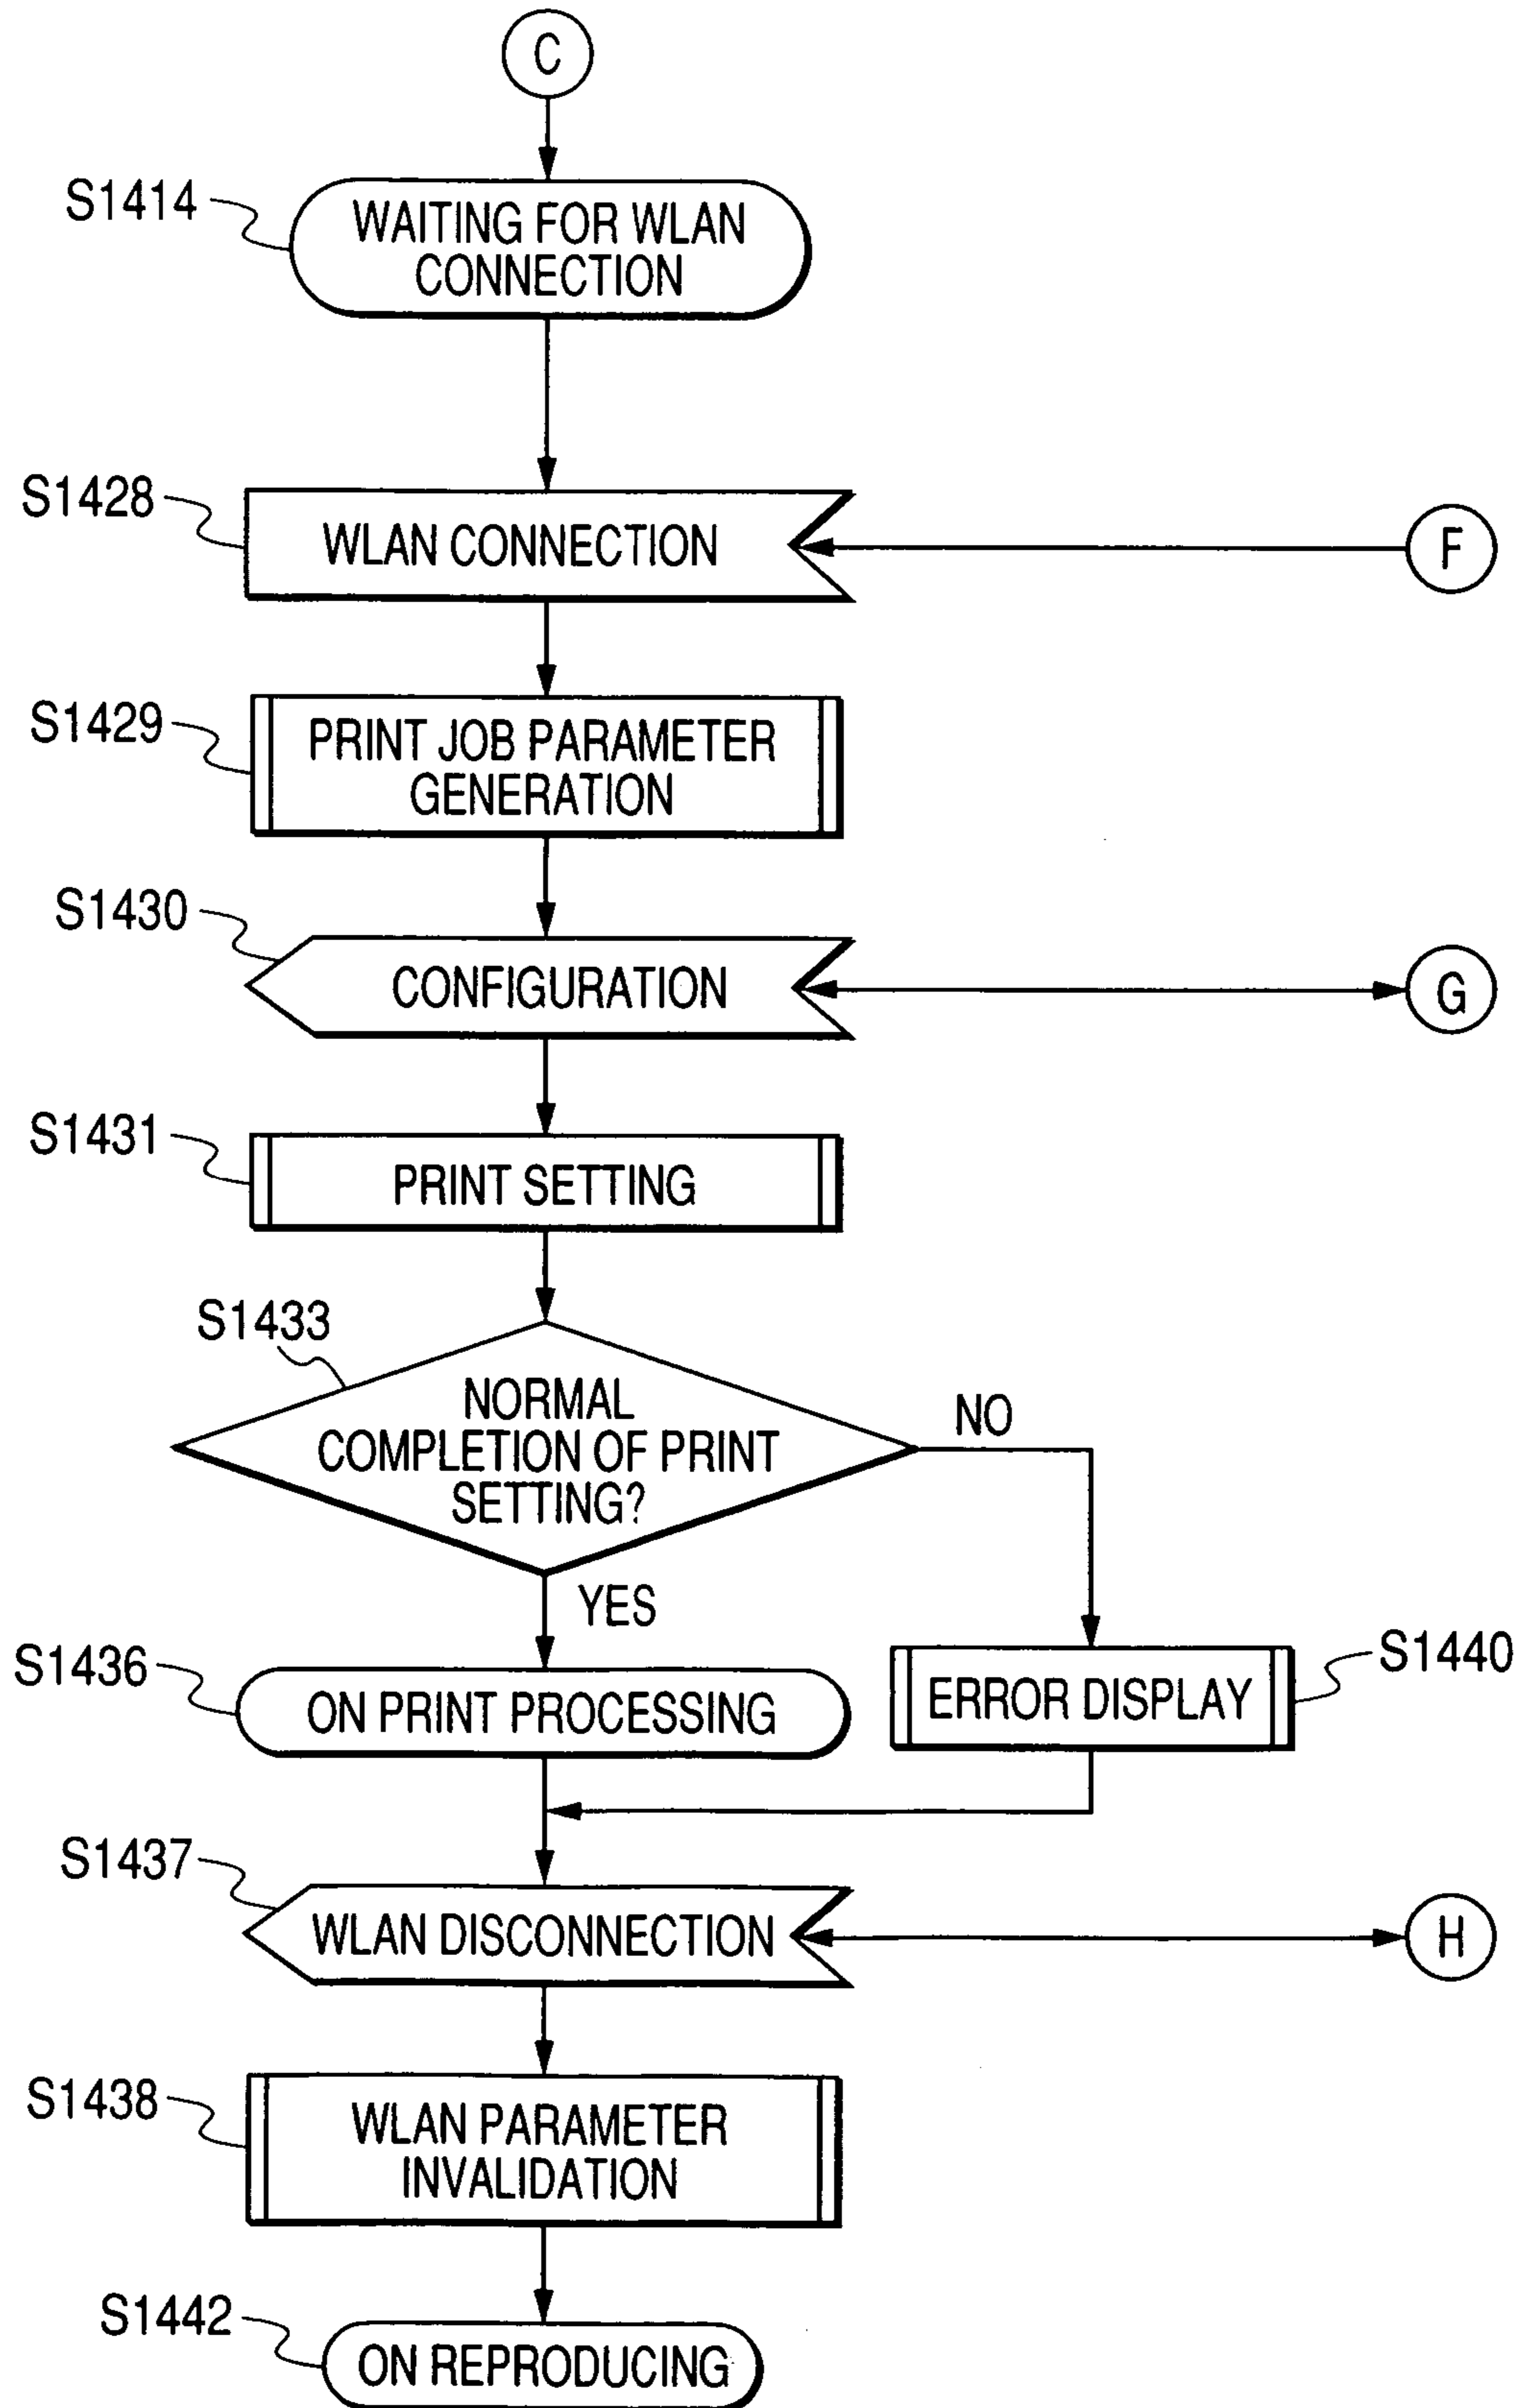 C
S1414
WAITING FOR WLAN
CONNECTION
S1428
WLAN CONNECTION
F
S1429
PRINT JOB PARAMETER
GENERATION
S1430
CONFIGURATION
G
S1431
PRINT SETTING
S1433
NORMAL
COMPLETION OF PRINT
SETTING?
NO
YES
S1436
ON PRINT PROCESSING
ERROR DISPLAY
S1440
S1437
WLAN DISCONNECTION
H
S1438
WLAN PARAMETER
INVALIDATION
S1442
ON REPRODUCING